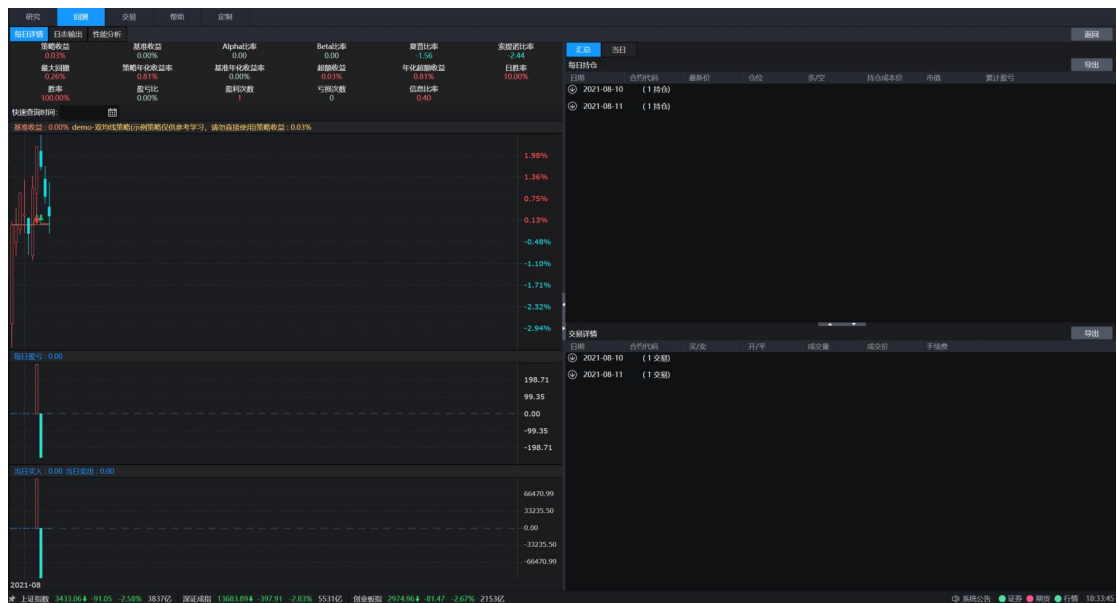 研究 回测 交易 帮助 定制
每日详情 日志输出 性能分析 返回
策略收益 基准收益 Alpha比率 Beta比率 夏普比率 索提诺比率
0.03% 0.00% 0.00 0.00 -1.56 -2.44
最大回撤 策略年化收益率 基准年化收益率 超额收益 年化超额收益 日胜率
0.26% 0.81% 0.00% 0.03% 0.81% 10.00%
胜率 盈亏比 盈利次数 亏损次数 信息比率
100.00% 0.00% 1 0 0.40
快速查询时间:
基准收益 : 0.00% demo-双均线策略(示例策略仅供参考学习，请勿直接使用)策略收益 : 0.03%
1.98%
1.36%
0.75%
0.13%
-0.48%
-1.10%
-1.71%
-2.32%
-2.94%
每日盈亏 : 0.00
198.71
99.35
0.00
-99.35
-198.71
当日买入 : 0.00 当日卖出 : 0.00
66470.99
33235.50
0.00
-33235.50
-66470.99
2021-08
汇总 当日
每日持仓 导出
日期 合约代码 最新价 仓位 多/空 持仓成本价 市值 累计盈亏
2021-08-10 (1 持仓)
2021-08-11 (1 持仓)
交易详情 导出
日期 合约代码 买/卖 开/平 成交量 成交价 手续费
2021-08-10 (1 交易)
2021-08-11 (1 交易)
上证指数 3433.06⬇ -91.05 -2.58% 3837亿 深证成指 13683.89⬇ -397.91 -2.83% 5531亿 创业板指 2974.96⬇ -81.47 -2.67% 2153亿 系统公告 证券 期货 行情 18:33:45